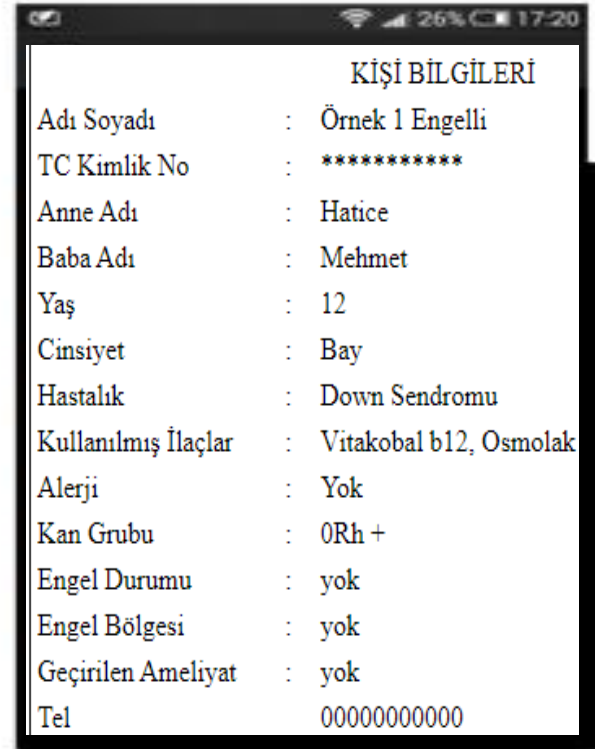 26% 17:20
KİŞİ BİLGİLERİ
Adı Soyadı : Örnek 1 Engelli
TC Kimlik No : ***********
Anne Adı : Hatice
Baba Adı : Mehmet
Yaş : 12
Cinsiyet : Bay
Hastalık : Down Sendromu
Kullanılmış İlaçlar : Vitakobal b12, Osmolak
Alerji : Yok
Kan Grubu : 0Rh +
Engel Durumu : yok
Engel Bölgesi : yok
Geçirilen Ameliyat : yok
Tel 00000000000